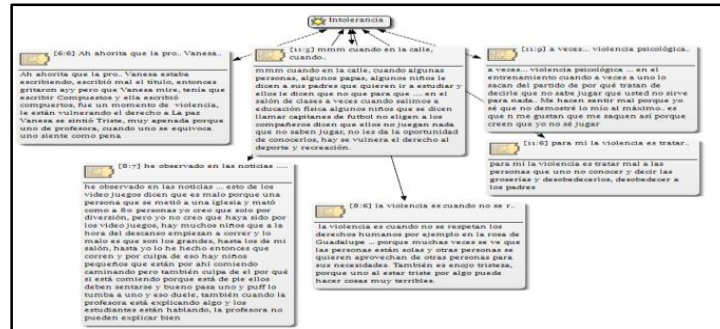 Intolerancia
[6:6] Ah ahorita que la pro.. Vanesa..
Ah ahorita que la pro.. Vanesa estaba
escribiendo, escribió mal el titulo, entonces
gritaron ayy pero que Vanesa mire, tenia que
escribir Compuestos y ella escribió
compuestos, fue un momento de violencia,
le están vulnerando el derecho a La paz
Vanesa se sintió Triste, muy apenada porque
uno de profesora, cuando uno se equivoca
uno siente como pena
[11:5] mmm cuando en la calle,
cuando..
mmm cuando en la calle, cuando algunas
personas, algunos papas, algunos niños le
dicen a sus padres que quieren ir a estudiar y
ellos le dicen que no que para que .... en el
salón de clases a veces cuando salimos a
educación física algunos niños que se dicen
llamar capitanes de futbol no eligen a los
compañeros dicen que ellos no juegan nada
que no saben jugar, no les da la oportunidad
de conocerlos, hay se vulnera el derecho al
deporte y recreación.
[11:9] a veces... violencia psicológica..
a veces... violencia psicológica ... en el
entrenamiento cuando a veces a uno lo
sacan del partido de por qué tratan de
decirle que no sabe jugar que usted no sirve
para nada.. Me hacen sentir mal porque yo
sé que no demostré lo mío al máximo.. es
que n me gustan que me saquen así porque
creen que yo no sé jugar
[11:6] para mi la violencia es tratar..
para mi la violencia es tratar mal a las
personas que uno no conocer y decir las
groserías y desobedecerlos, desobedecer a
los padres
[8:7] he observado en las noticias .....
he observado en las noticias ... esto de los
video juegos dicen que es malo porque una
persona que se metió a una iglesia y mató
como a 80 personas yo creo que solo por
diversión, pero yo no creo que haya sido por
los video juegos, hay muchos niños que a la
hora del descanso empiezan a correr y lo
malo es que son los grandes, hasta los de mi
salón, hasta yo lo he hecho entonces que
corren y por culpa de eso hay niños
pequeños que están por ahí comiendo
caminando pero también culpa de el por qué
si está comiendo porque está de pie ellos
deben sentarse y bueno pasa uno y puff lo
tumba a uno y eso duele, también cuando la
profesora está explicando algo y los
estudiantes están hablando, la profesora no
pueden explicar bien
[8:6] la violencia es cuando no se r..
la violencia es cuando no se respetan los
derechos humanos por ejemplo en la rosa de
Guadalupe ... porque muchas veces se ve que
las personas están solas y otras personas se
quieren aprovechan de otras personas para
sus necesidades. También es enojo tristeza,
porque uno al estar triste por algo puede
hacer cosas muy terribles.